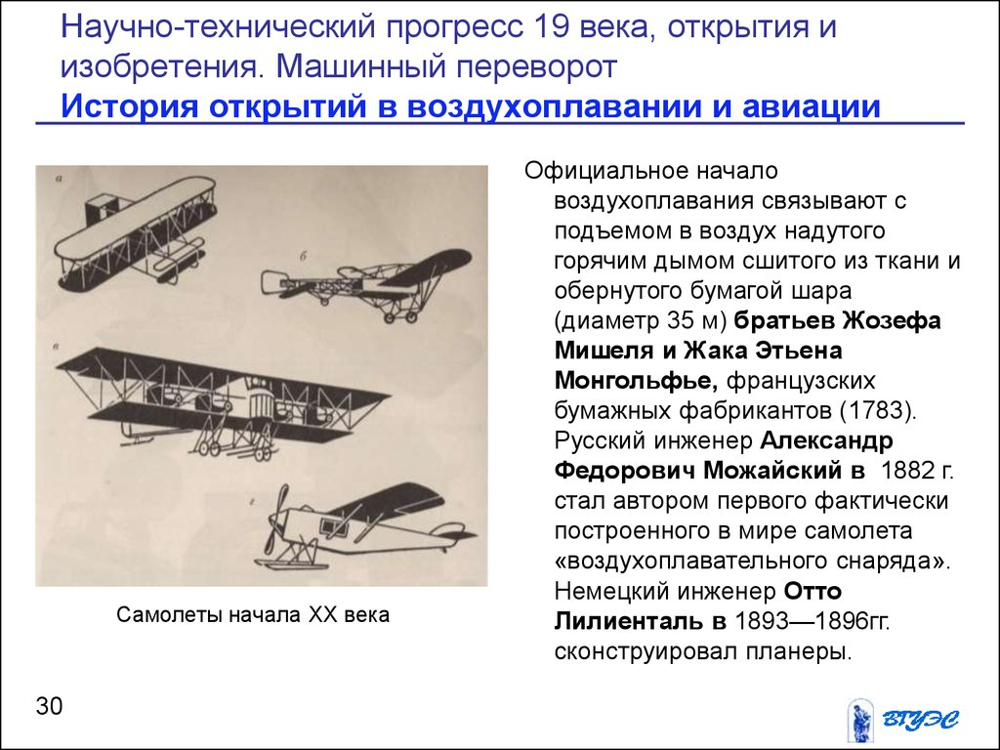 Научно-технический прогресс 19 века, открытия и
изобретения. Машинный переворот
История открытий в воздухоплавании и авиации
а
б
в
г
Самолеты начала XX века
Официальное начало
воздухоплавания связывают с
подъемом в воздух надутого
горячим дымом сшитого из ткани и
обернутого бумагой шара
(диаметр 35 м) братьев Жозефа
Мишеля и Жака Этьена
Монгольфье, французских
бумажных фабрикантов (1783).
Русский инженер Александр
Федорович Можайский в  1882 г.
стал автором первого фактически
построенного в мире самолета
«воздухоплавательного снаряда».
Немецкий инженер Отто
Лилиенталь в 1893—1896гг.
сконструировал планеры.
30
ВГУЭС